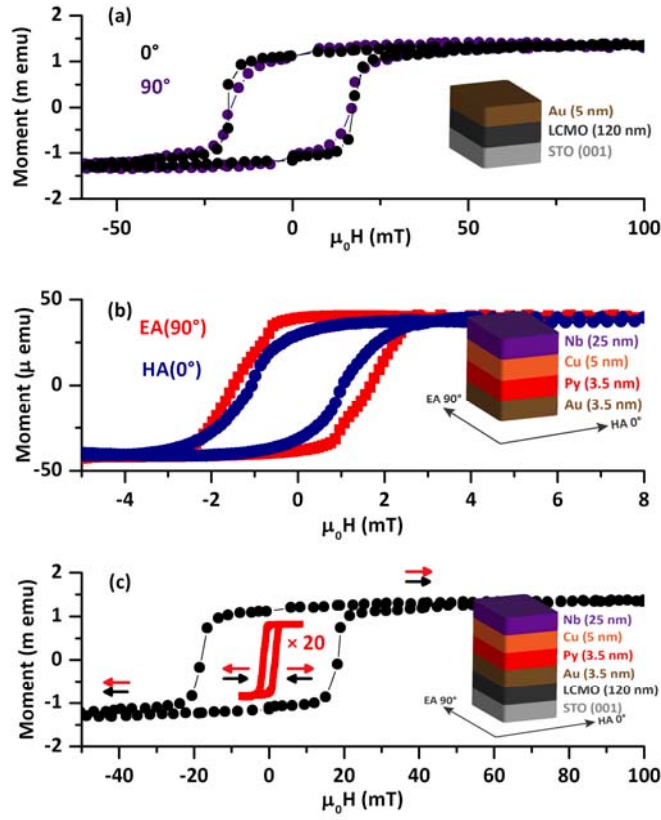 (a)
0°
90°
Moment (m emu)
2
1
0
-1
-2
-50
0
50
100
μ₀H (mT)
Au (5 nm)
LCMO (120 nm)
STO (001)
(b)
EA(90°)
HA(0°)
Moment (μ emu)
50
0
-50
-4
-2
0
2
4
6
8
μ₀H (mT)
Nb (25 nm)
Cu (5 nm)
Py (3.5 nm)
Au (3.5 nm)
EA 90°
HA 0°
(c)
Moment (m emu)
2
1
0
-1
-2
-40
-20
0
20
40
60
80
100
μ₀H (mT)
× 20
Nb (25 nm)
Cu (5 nm)
Py (3.5 nm)
Au (3.5 nm)
LCMO (120 nm)
STO (001)
EA 90°
HA 0°